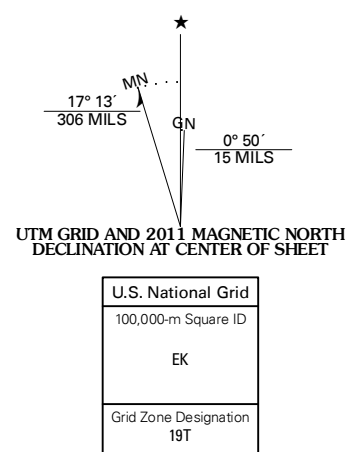 MN
17° 13´
306 MILS
GN
0° 50´
15 MILS
UTM GRID AND 2011 MAGNETIC NORTH
DECLINATION AT CENTER OF SHEET
U.S. National Grid
100,000-m Square ID
EK
Grid Zone Designation
19T